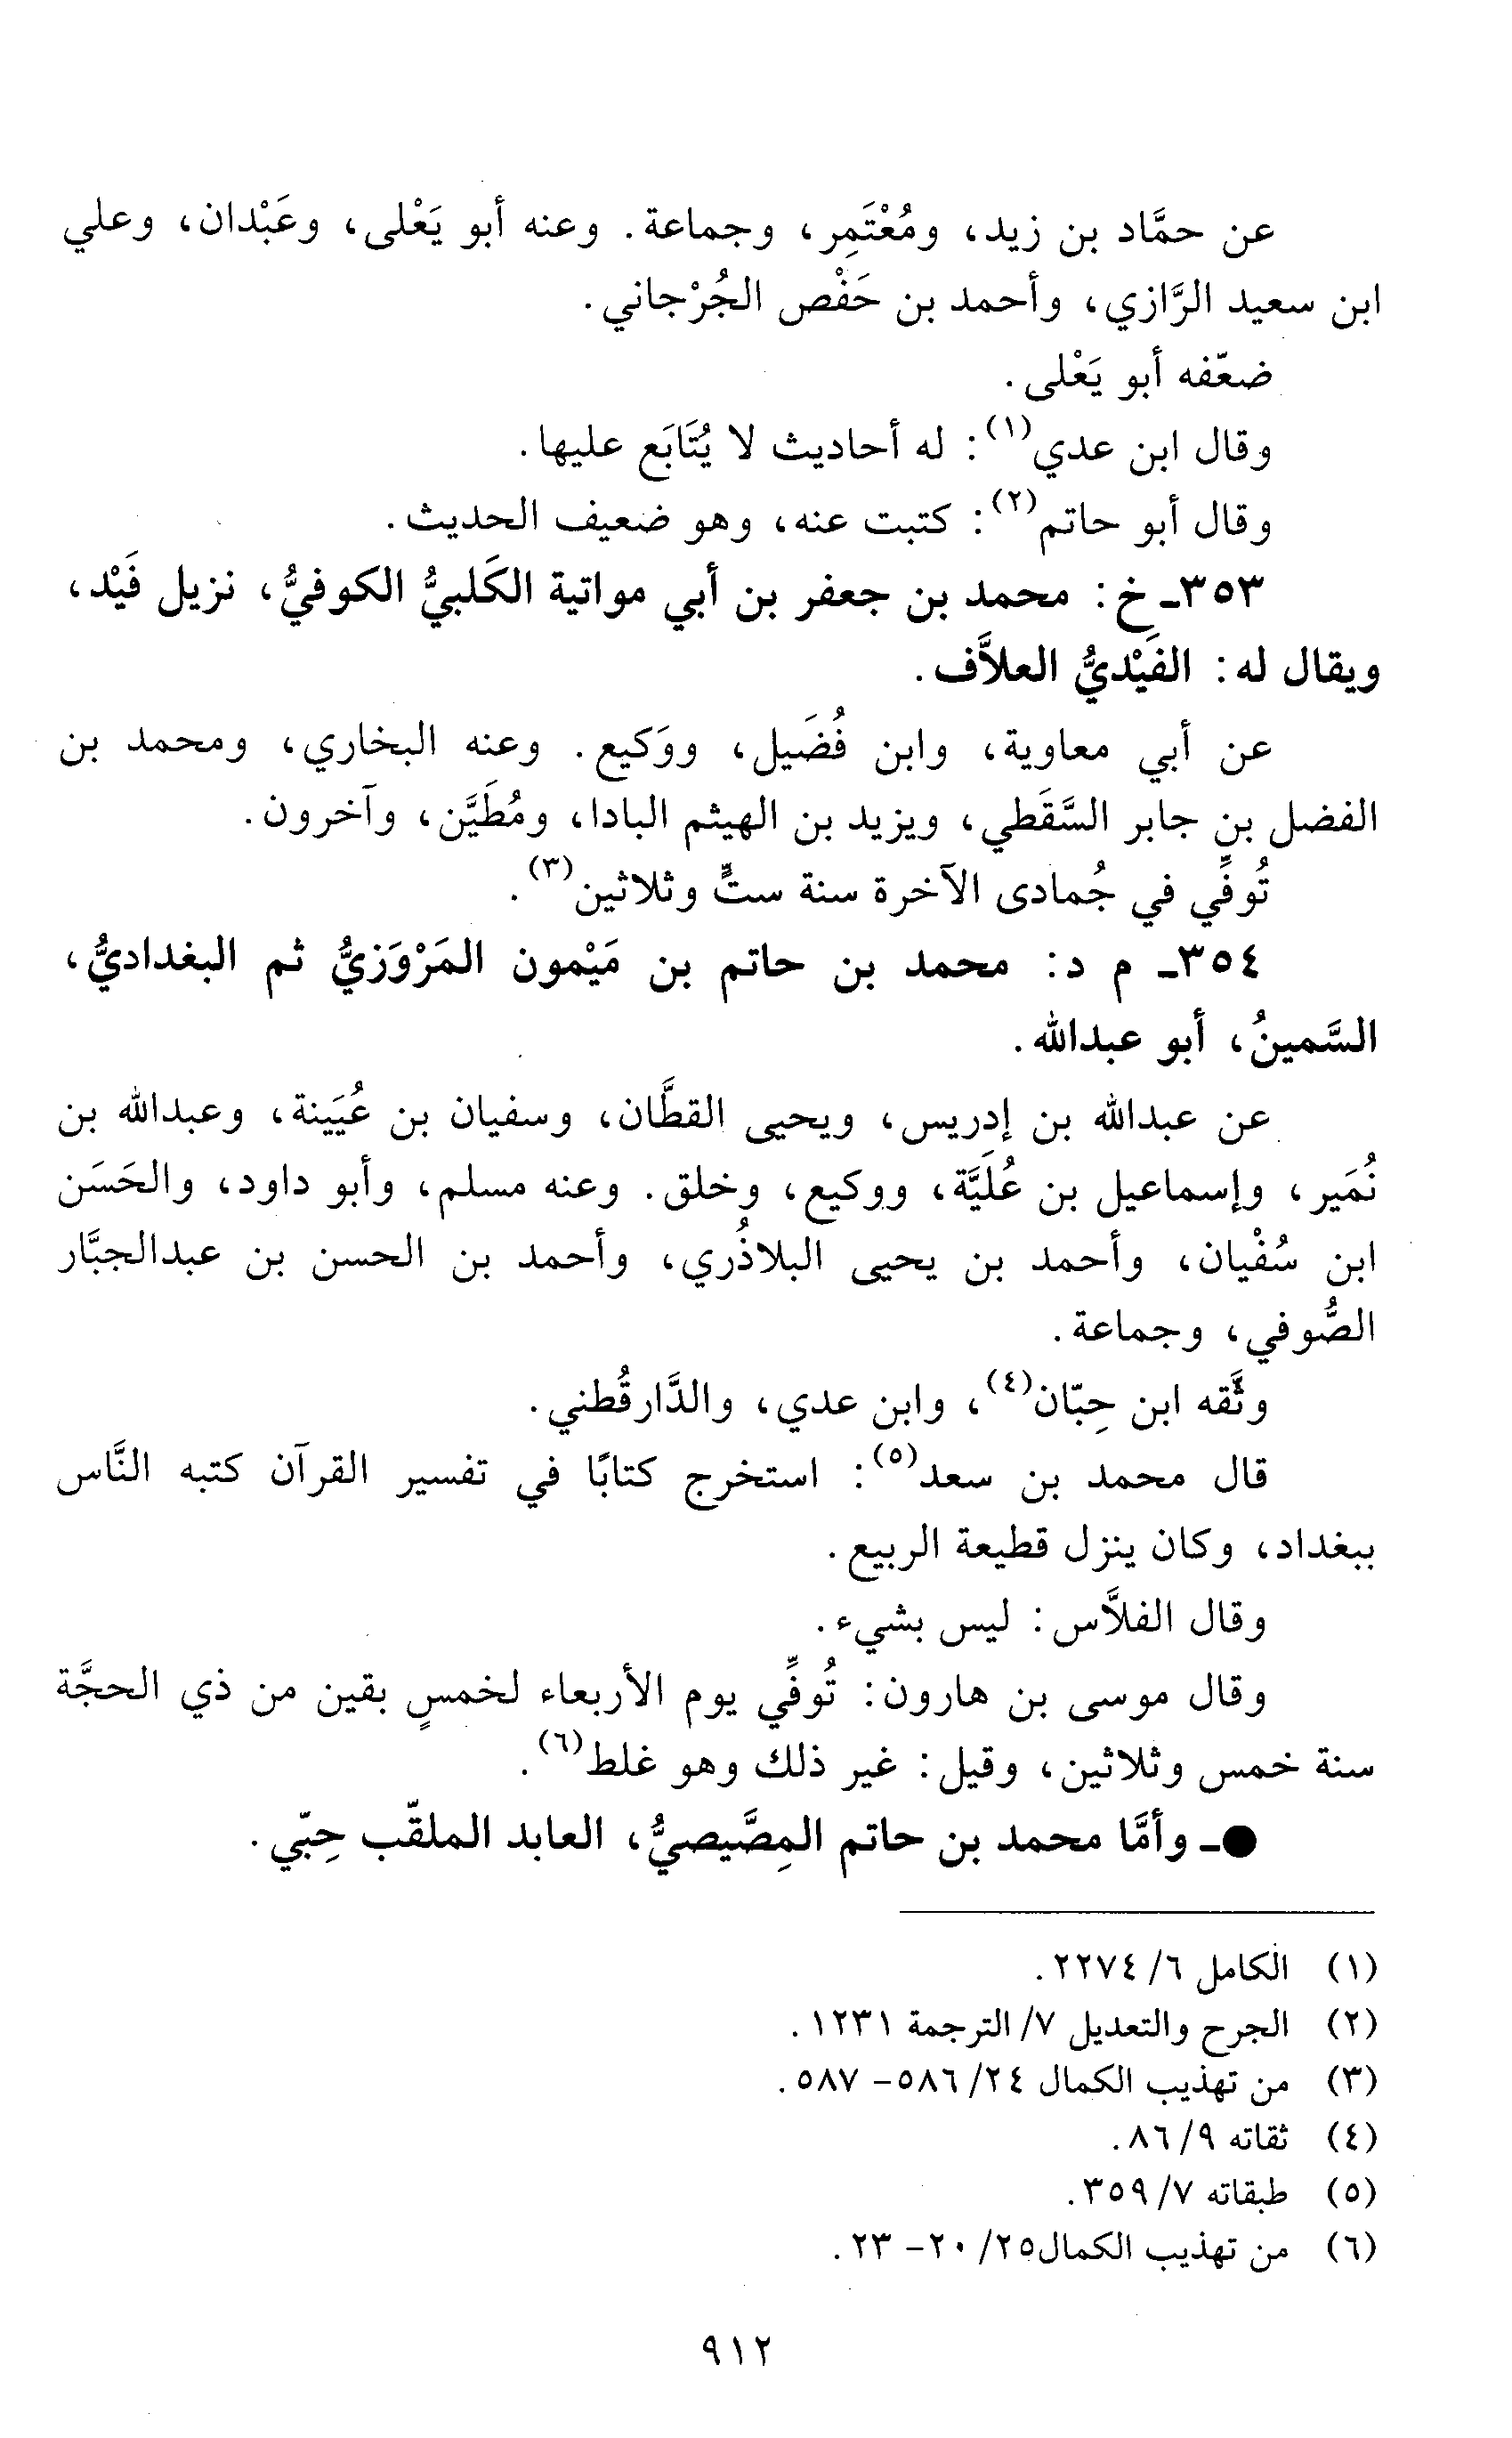 عن حمَّاد بن زيد، ومُعْتَمِر، وجماعة. وعنه أبو يَعْلى، وعَبْدان، وعلي
ابن سعيد الرَّازي، وأحمد بن حَفْص الجُرْجاني.
ضعّفه أبو يَعْلى.
وقال ابن عدي(١): له أحاديث لا يُتَابَع عليها.
وقال أبو حاتم(٢): كتبت عنه، وهو ضعيف الحديث.
٣٥٣ـ خ: محمد بن جعفر بن أبي مواتية الكَلبيُّ الكوفيُّ، نزيل فَيْد،
ويقال له: الفَيْديُّ العلاَّف.
عن أبي معاوية، وابن فُضَيل، ووَكيع. وعنه البخاري، ومحمد بن
الفضل بن جابر السَّقَطي، ويزيد بن الهيثم البادا، ومُطَيَّن، وآخرون.
تُوفِّي في جُمادى الآخرة سنة ستٍّ وثلاثين(٣).
٣٥٤ـ م د: محمد بن حاتم بن مَيْمون المَرْوَزيُّ ثم البغداديُّ،
السَّمينُ، أبو عبدالله.
عن عبدالله بن إدريس، ويحيى القطَّان، وسفيان بن عُيَينة، وعبدالله بن
نُمَير، وإسماعيل بن عُلَيَّة، ووكيع، وخلق. وعنه مسلم، وأبو داود، والحَسَن
ابن سُفْيان، وأحمد بن يحيى البلاذُري، وأحمد بن الحسن بن عبدالجبَّار
الصُّوفي، وجماعة.
وثَّقه ابن حِبّان(٤)، وابن عدي، والدَّارقُطني.
قال محمد بن سعد(٥): استخرج كتابًا في تفسير القرآن كتبه النَّاس
ببغداد، وكان ينزل قطيعة الربيع.
وقال الفلاَّس: ليس بشيء.
وقال موسى بن هارون: تُوفِّي يوم الأربعاء لخمسٍ بقين من ذي الحجَّة
سنة خمس وثلاثين، وقيل: غير ذلك وهو غلط(٦).
●ـ وأمَّا محمد بن حاتم المِصَّيصيُّ، العابد الملقّب حِبّي.
(١) الكامل ٦/ ٢٢٧٤.
(٢) الجرح والتعديل ٧/ الترجمة ١٢٣١.
(٣) من تهذيب الكمال ٢٤/ ٥٨٦- ٥٨٧.
(٤) ثقاته ٩/ ٨٦.
(٥) طبقاته ٧/ ٣٥٩.
(٦) من تهذيب الكمال٢٥/ ٢٠- ٢٣.
٩١٢